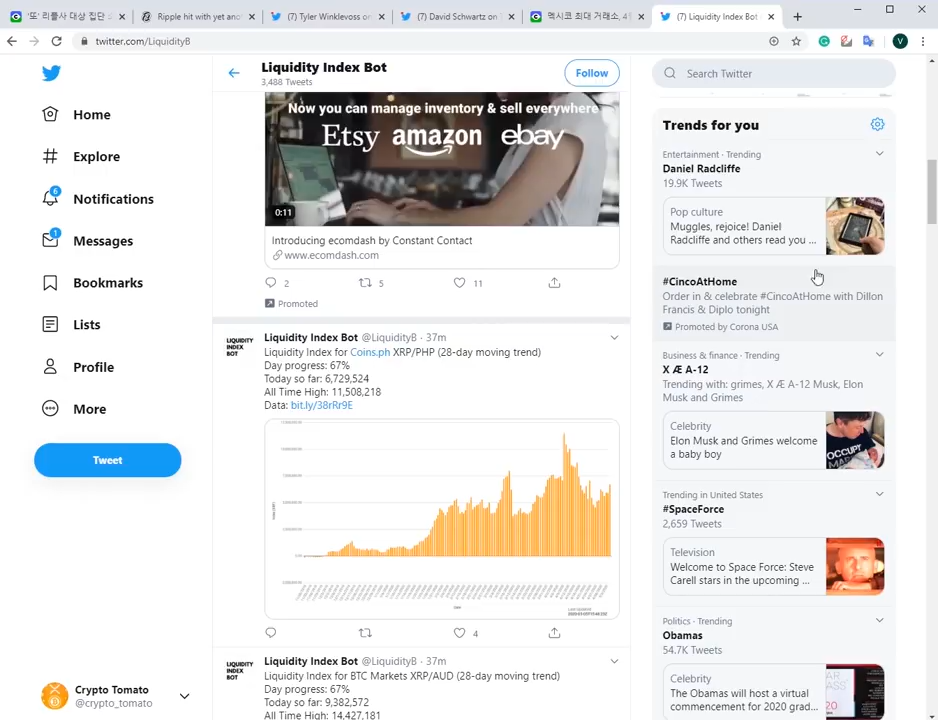 '또' 리플사 대상 집단 소
Ripple hit with yet anoth
(7) Tyler Winklevoss on
(7) David Schwartz on T
멕시코 최대 거래소, 4월
(7) Liquidity Index Bot
twitter.com/LiquidityB
V
Liquidity Index Bot
3,488 Tweets
Follow
Search Twitter
Home
Explore
6
Notifications
1
Messages
Bookmarks
Lists
Profile
More
Tweet
Crypto Tomato
@crypto_tomato
Now you can manage inventory & sell everywhere
Etsy amazon ebay
0:11
Introducing ecomdash by Constant Contact
www.ecomdash.com
2 5 11
Promoted
LIQUIDITY
INDEX
BOT
Liquidity Index Bot @LiquidityB · 37m
Liquidity Index for Coins.ph XRP/PHP (28-day moving trend)
Day progress: 67%
Today so far: 6,729,524
All Time High: 11,508,218
Data: bit.ly/38rRr9E
4
LIQUIDITY
INDEX
BOT
Liquidity Index Bot @LiquidityB · 37m
Liquidity Index for BTC Markets XRP/AUD (28-day moving trend)
Day progress: 67%
Today so far: 9,382,572
All Time High: 14,427,181
Trends for you
Entertainment · Trending
Daniel Radcliffe
19.9K Tweets
Pop culture
Muggles, rejoice! Daniel
Radcliffe and others read you ...
#CincoAtHome
Order in & celebrate #CincoAtHome with Dillon
Francis & Diplo tonight
Promoted by Corona USA
Business & finance · Trending
X Æ A-12
Trending with: grimes, X Æ A-12 Musk, Elon
Musk and Grimes
Celebrity
Elon Musk and Grimes welcome
a baby boy
OCCUPY
Trending in United States
#SpaceForce
2,659 Tweets
Television
Welcome to Space Force: Steve
Carell stars in the upcoming ...
Politics · Trending
Obamas
54.7K Tweets
Celebrity
The Obamas will host a virtual
commencement for 2020 grad...